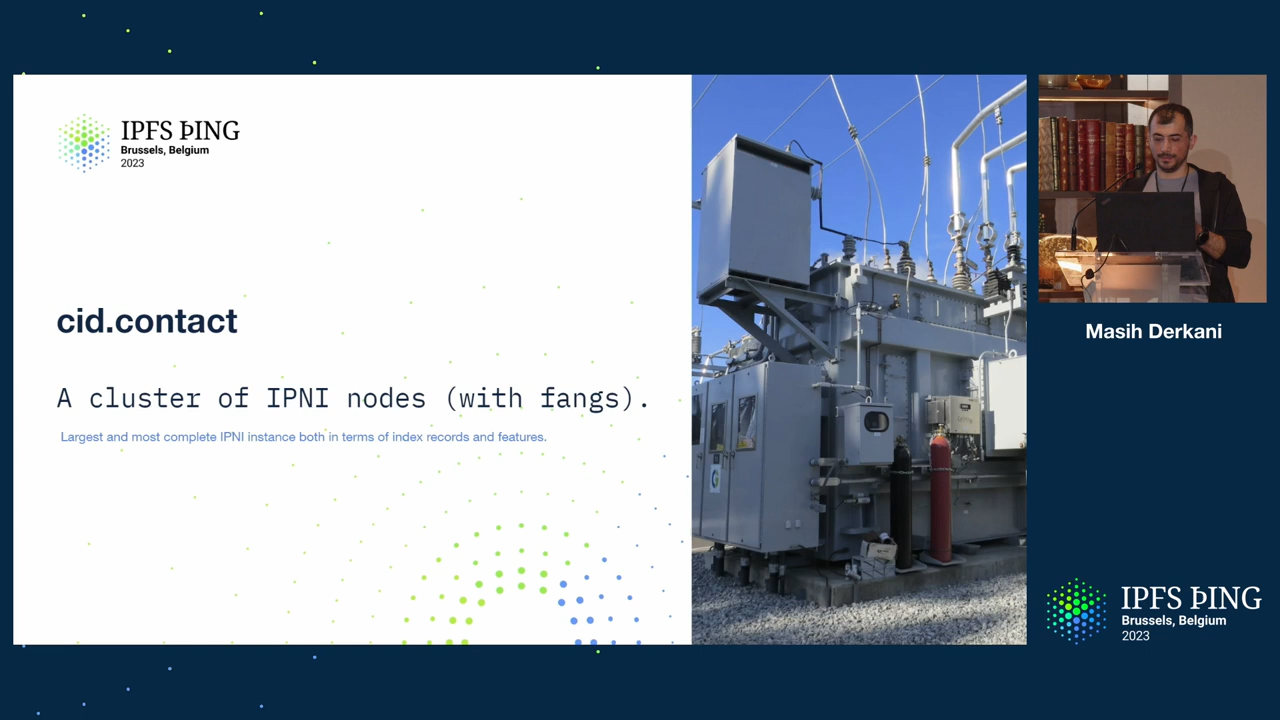 IPFS ÞING
Brussels, Belgium
2023
cid.contact
A cluster of IPNI nodes (with fangs).
Largest and most complete IPNI instance both in terms of index records and features.
Masih Derkani
IPFS ÞING
Brussels, Belgium
2023